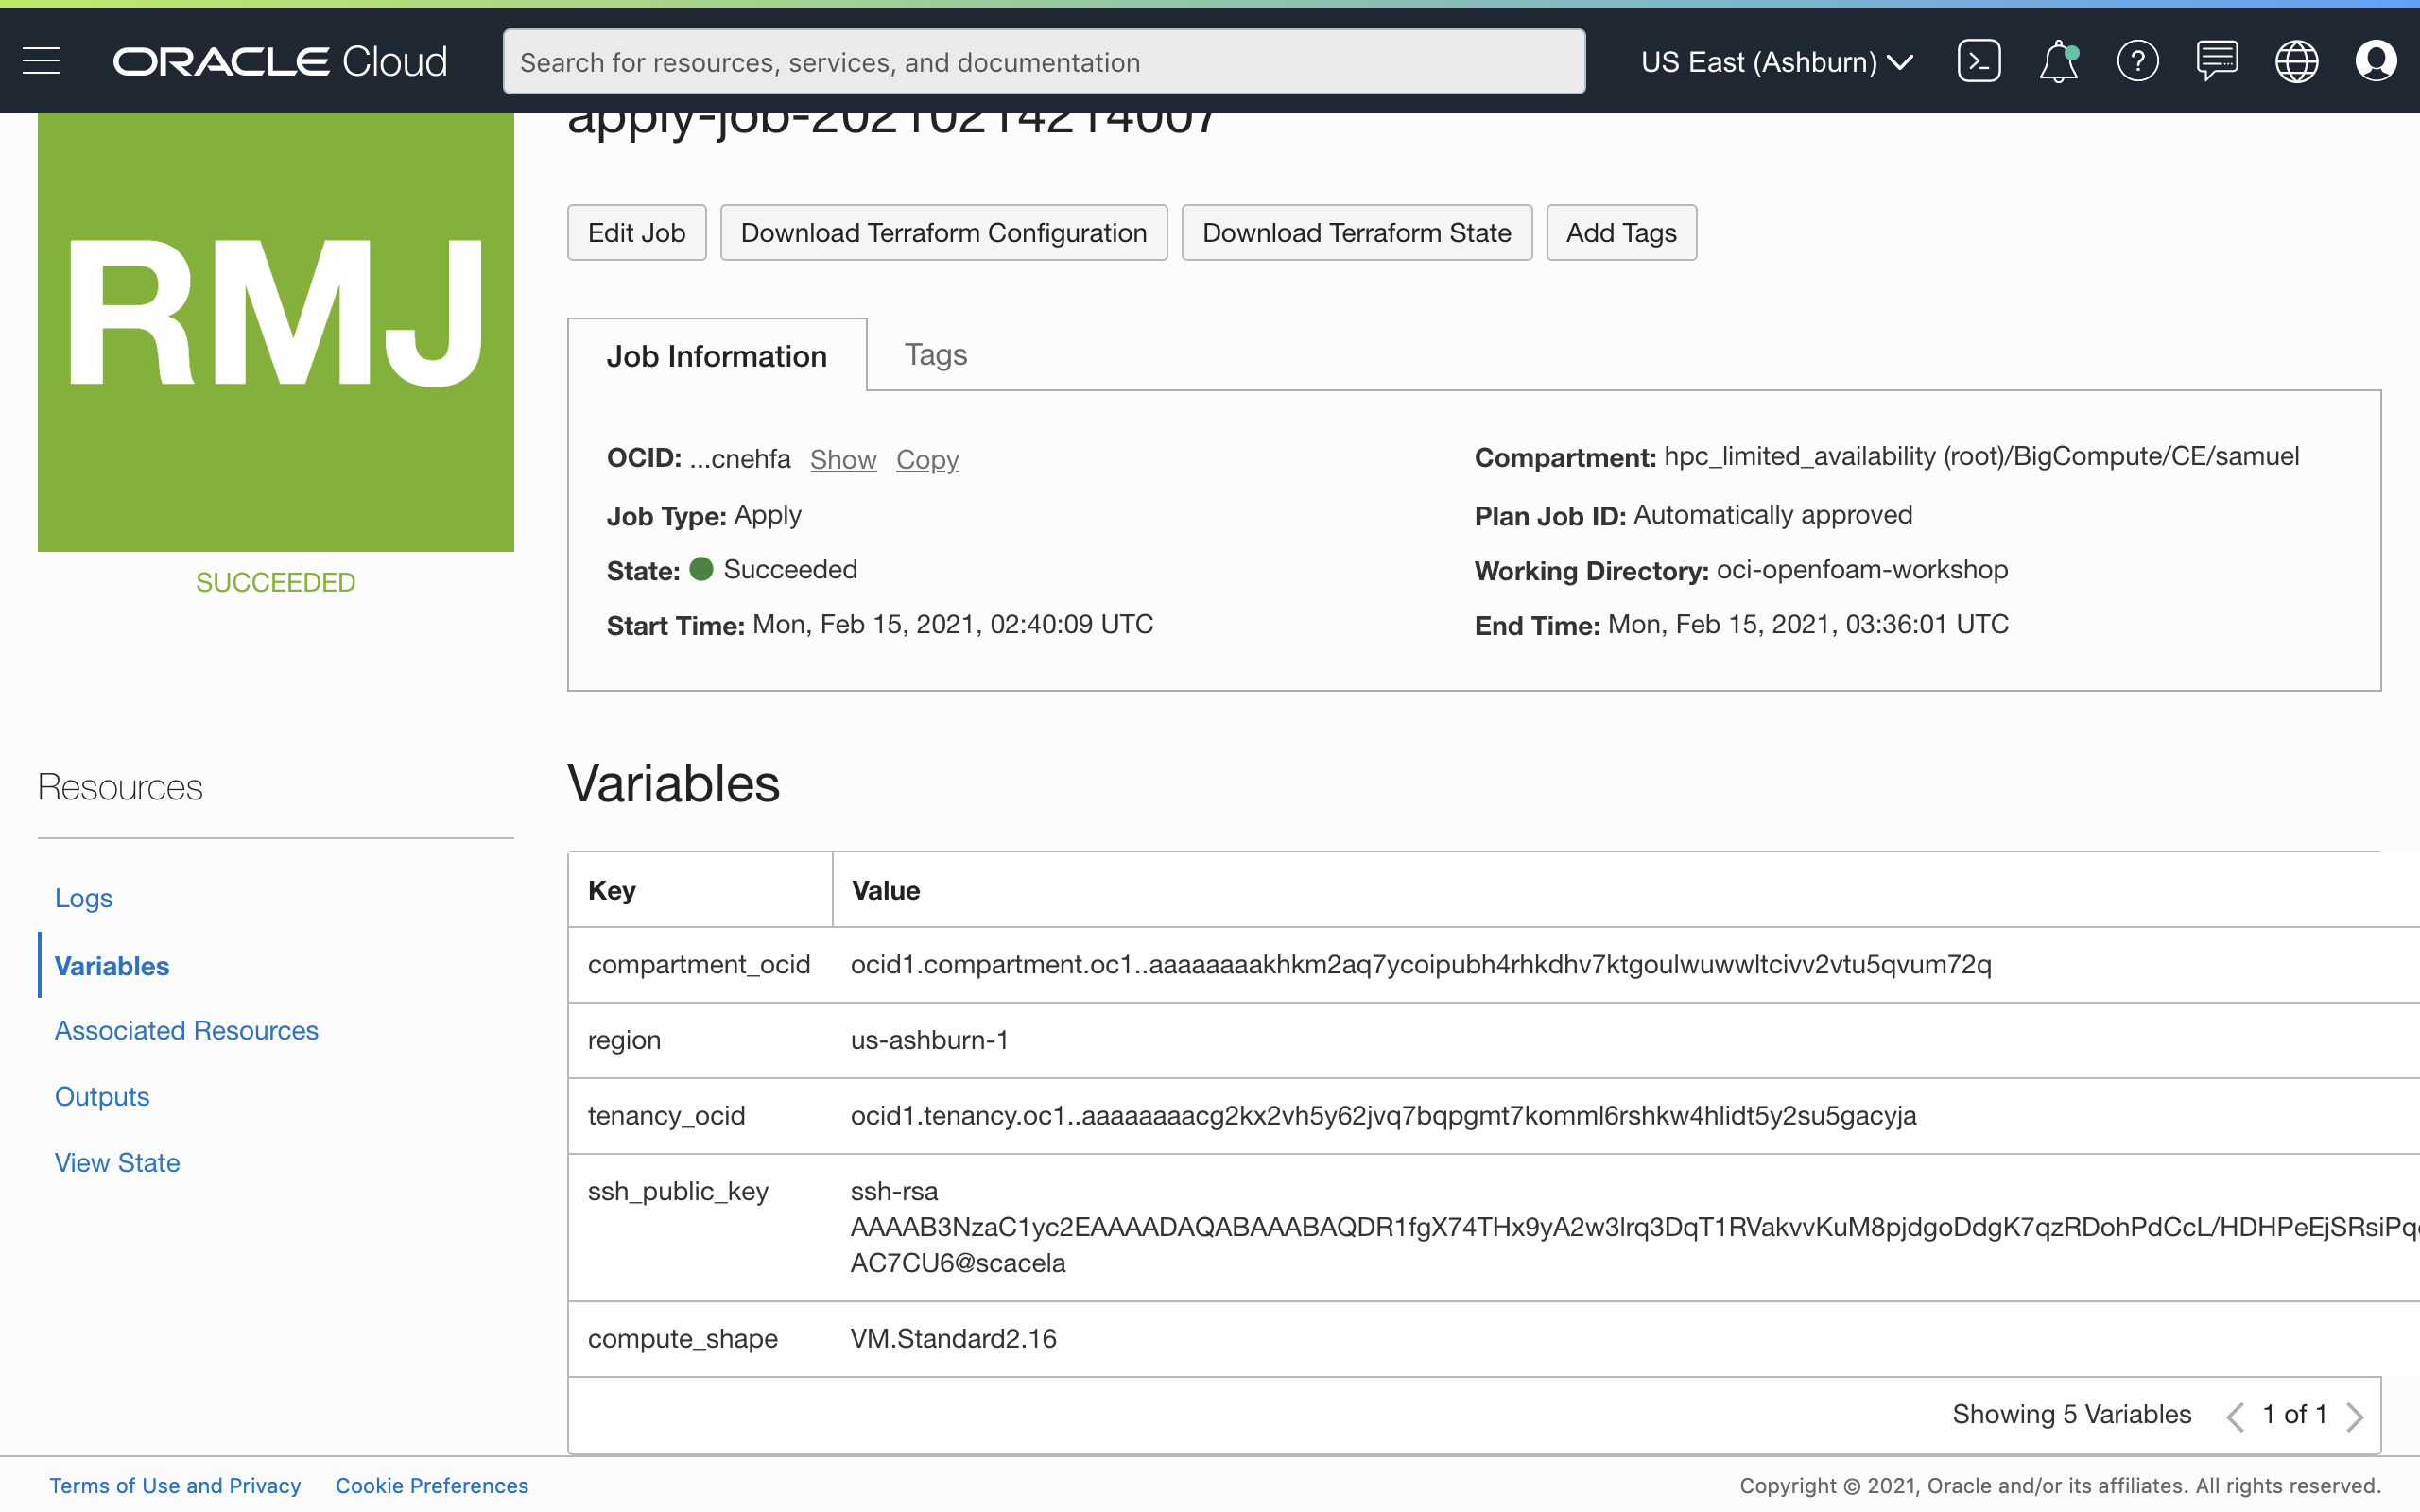 ORACLE Cloud
Search for resources, services, and documentation
US East (Ashburn)
apply-job-20210214214007
RMJ
SUCCEEDED
Edit Job
Download Terraform Configuration
Download Terraform State
Add Tags
Job Information
Tags
OCID: ...cnehfa Show Copy
Compartment: hpc_limited_availability (root)/BigCompute/CE/samuel
Job Type: Apply
Plan Job ID: Automatically approved
State: Succeeded
Working Directory: oci-openfoam-workshop
Start Time: Mon, Feb 15, 2021, 02:40:09 UTC
End Time: Mon, Feb 15, 2021, 03:36:01 UTC
Resources
Logs
Variables
Associated Resources
Outputs
View State
Variables
Key Value
compartment_ocid ocid1.compartment.oc1..aaaaaaaakhkm2aq7ycoipubh4rhkdhv7ktgoulwuwwltcivv2vtu5qvum72q
region us-ashburn-1
tenancy_ocid ocid1.tenancy.oc1..aaaaaaaacg2kx2vh5y62jvq7bqpgmt7komml6rshkw4hlidt5y2su5gacyja
ssh_public_key ssh-rsa
AAAAB3NzaC1yc2EAAAADAQABAAABAQDR1fgX74THx9yA2w3lrq3DqT1RVakvvKuM8pjdgoDdgK7qzRDohPdCcL/HDHPeEjSRsiPq
AC7CU6@scacela
compute_shape VM.Standard2.16
Showing 5 Variables 1 of 1
Terms of Use and Privacy Cookie Preferences
Copyright © 2021, Oracle and/or its affiliates. All rights reserved.